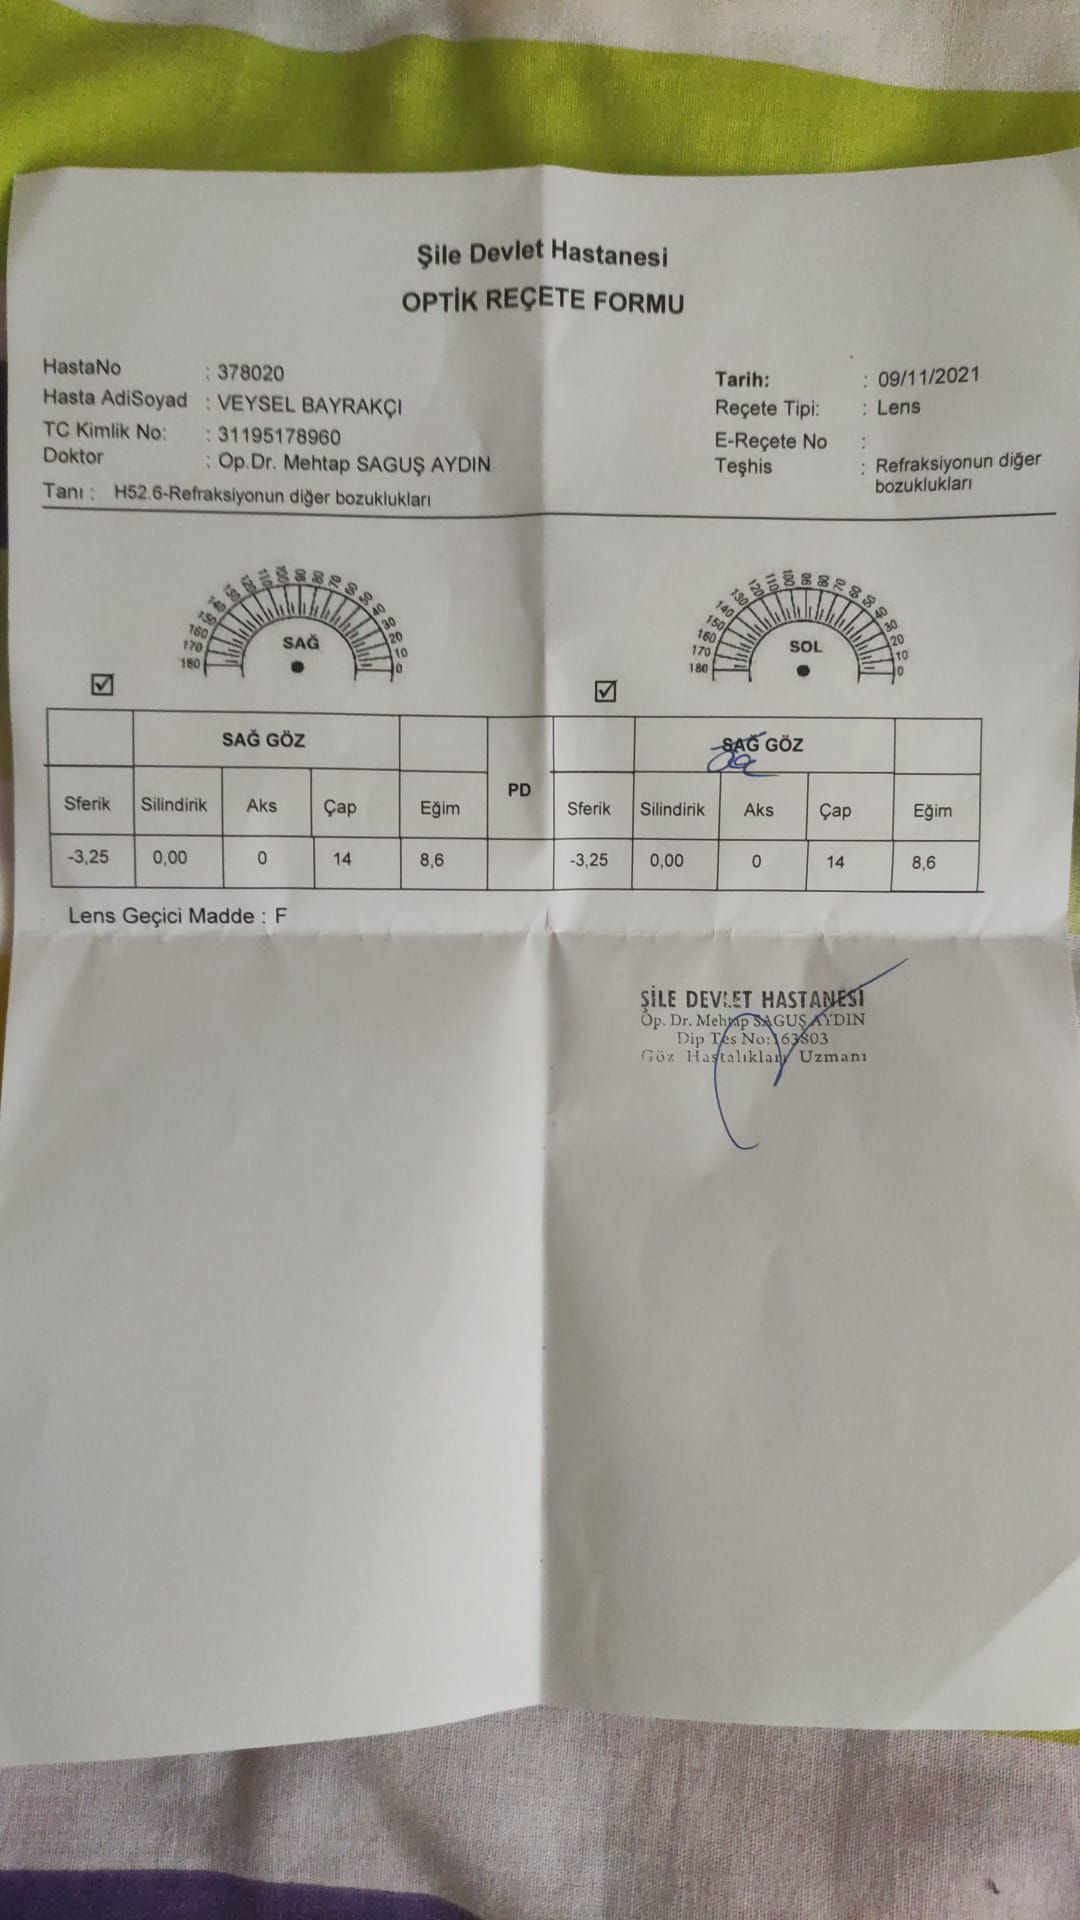 Şile Devlet Hastanesi
OPTİK REÇETE FORMU
HastaNo : 378020
Hasta AdiSoyad : VEYSEL BAYRAKÇI
TC Kimlik No: : 31195178960
Doktor : Op.Dr. Mehtap SAGUŞ AYDIN
Tanı : H52.6-Refraksiyonun diğer bozuklukları
Tarih: : 09/11/2021
Reçete Tipi: : Lens
E-Reçete No :
Teşhis : Refraksiyonun diğer
bozuklukları
180 170 160 150 140 130 120 110 100 90 80 70 60 50 40 30 20 10 0
SAĞ
180 170 160 150 140 130 120 110 100 90 80 70 60 50 40 30 20 10 0
SOL
SAĞ GÖZ PD SAĞ GÖZ
Sferik Silindirik Aks Çap Eğim Sferik Silindirik Aks Çap Eğim
-3,25 0,00 0 14 8,6 -3,25 0,00 0 14 8,6
Lens Geçici Madde : F
ŞİLE DEVLET HASTANESİ
Op. Dr. Mehtap SAGUŞ AYDIN
Dip Tes No:163803
Göz Hastalıkları Uzmanı